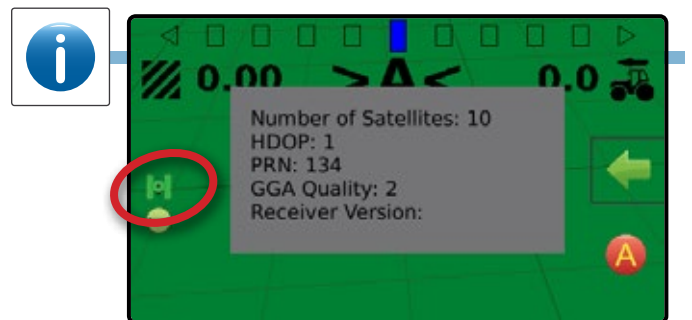 i
0.00 >A< 0.0
Number of Satellites: 10
HDOP: 1
PRN: 134
GGA Quality: 2
Receiver Version:
A